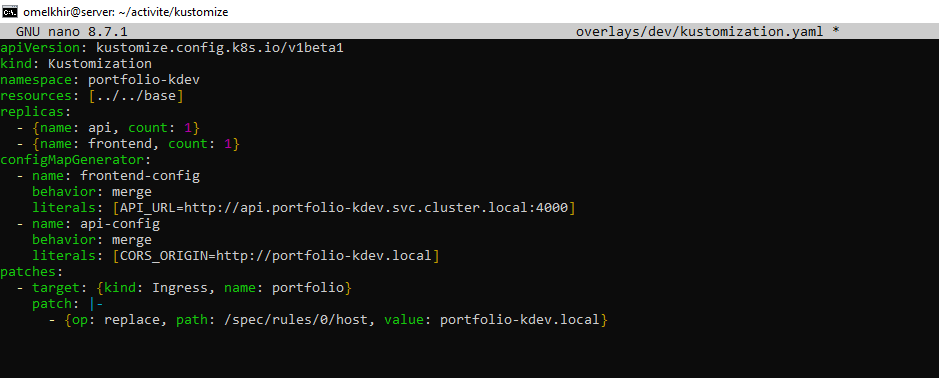 omelkhir@server: ~/activite/kustomize
GNU nano 8.7.1 overlays/dev/kustomization.yaml *
apiVersion: kustomize.config.k8s.io/v1beta1
kind: Kustomization
namespace: portfolio-kdev
resources: [../../base]
replicas:
  - {name: api, count: 1}
  - {name: frontend, count: 1}
configMapGenerator:
  - name: frontend-config
    behavior: merge
    literals: [API_URL=http://api.portfolio-kdev.svc.cluster.local:4000]
  - name: api-config
    behavior: merge
    literals: [CORS_ORIGIN=http://portfolio-kdev.local]
patches:
  - target: {kind: Ingress, name: portfolio}
    patch: |-
      - {op: replace, path: /spec/rules/0/host, value: portfolio-kdev.local}